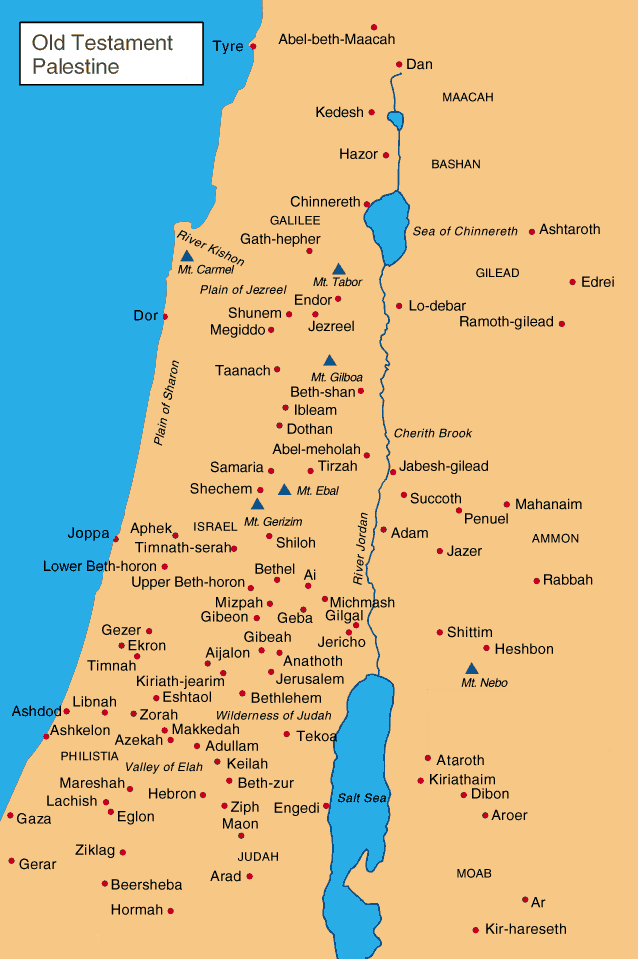 Old Testament
Palestine
Tyre
Abel-beth-Maacah
Dan
MAACAH
Kedesh
Hazor
BASHAN
Chinnereth
GALILEE
Sea of Chinnereth
Ashtaroth
River Kishon
Gath-hepher
Mt. Carmel
Mt. Tabor
GILEAD
Edrei
Plain of Jezreel
Endor
Lo-debar
Dor
Shunem
Megiddo
Jezreel
Ramoth-gilead
Plain of Sharon
Taanach
Mt. Gilboa
Beth-shan
Ibleam
Dothan
Cherith Brook
Abel-meholah
Samaria
Tirzah
Jabesh-gilead
Shechem
Mt. Ebal
Succoth
Mahanaim
Penuel
Mt. Gerizim
Joppa
Aphek
ISRAEL
Timnath-serah
Shiloh
River Jordan
Adam
AMMON
Jazer
Lower Beth-horon
Bethel
Ai
Upper Beth-horon
Rabbah
Mizpah
Michmash
Gibeon
Geba
Gilgal
Gezer
Gibeah
Jericho
Shittim
Ekron
Aijalon
Anathoth
Heshbon
Timnah
Kiriath-jearim
Jerusalem
Mt. Nebo
Libnah
Eshtaol
Bethlehem
Ashdod
Zorah
Wilderness of Judah
Ashkelon
Makkedah
Tekoa
Azekah
Adullam
PHILISTIA
Valley of Elah
Keilah
Ataroth
Mareshah
Beth-zur
Kiriathaim
Lachish
Hebron
Salt Sea
Dibon
Gaza
Eglon
Ziph
Engedi
Aroer
Maon
Ziklag
JUDAH
Gerar
Arad
MOAB
Beersheba
Ar
Hormah
Kir-hareseth